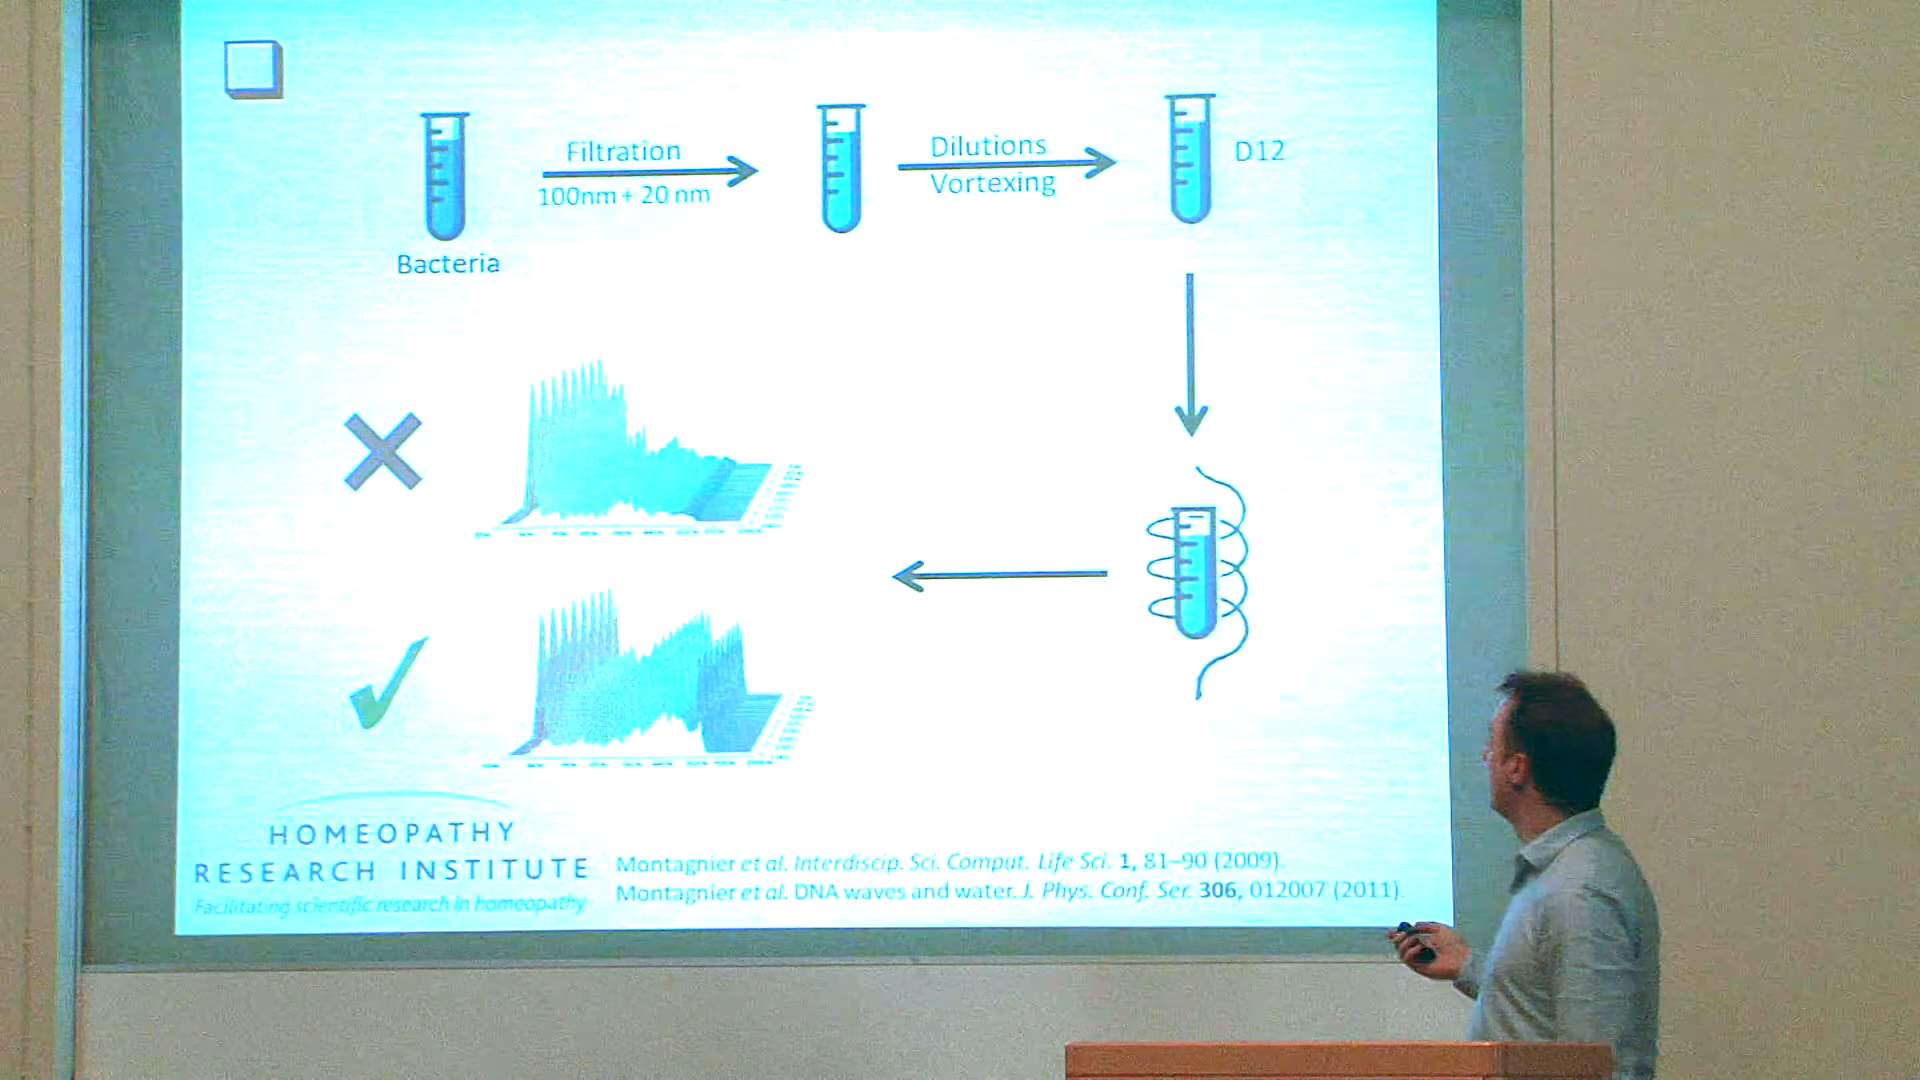 Filtration
100nm + 20 nm
Dilutions
Vortexing
D12
Bacteria
HOMEOPATHY
RESEARCH INSTITUTE
Facilitating scientific research in homeopathy
Montagnier et al. Interdiscip. Sci. Comput. Life Sci. 1, 81–90 (2009).
Montagnier et al. DNA waves and water. J. Phys. Conf. Ser. 306, 012007 (2011).